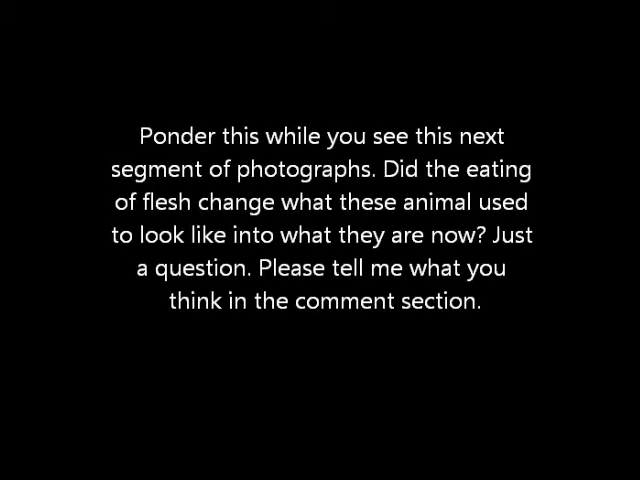 Ponder this while you see this next
segment of photographs. Did the eating
of flesh change what these animal used
to look like into what they are now? Just
a question. Please tell me what you
think in the comment section.